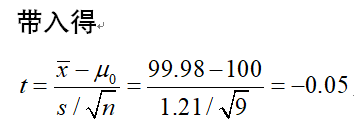 带入得
t = (x̄ − μ₀) / (s / √n) = (99.98 − 100) / (1.21 / √9) = −0.05